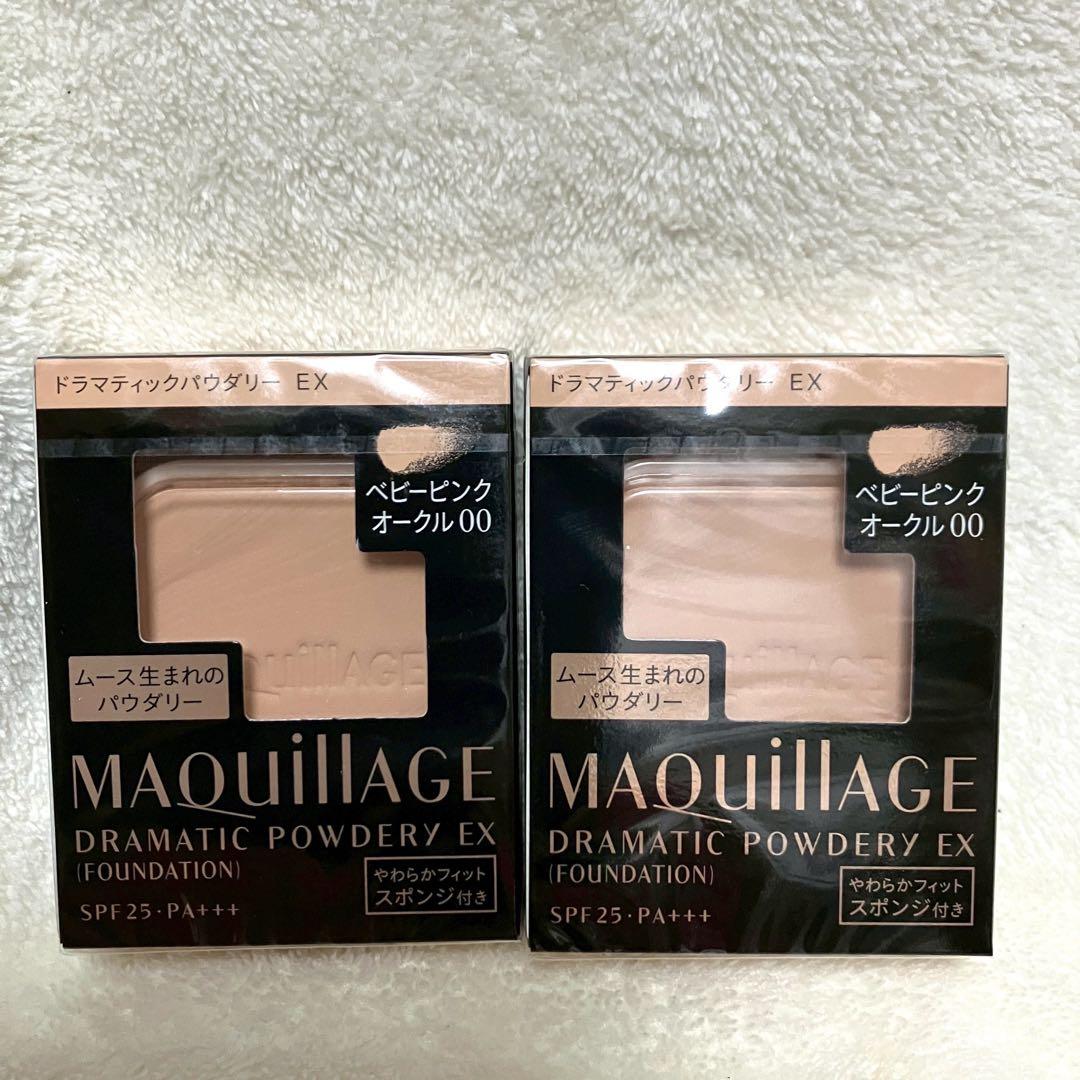 ドラマティックパウダリー EX
ベビーピンク
オークル00
ムース生まれの
パウダリー
QuillAGE
MAQuillAGE
DRAMATIC POWDERY EX
(FOUNDATION)
SPF25・PA+++
やわらかフィット
スポンジ付き
ドラマティックパウダリー EX
ベビーピンク
オークル00
ムース生まれの
パウダリー
QuillAGE
MAQuillAGE
DRAMATIC POWDERY EX
(FOUNDATION)
SPF25・PA+++
やわらかフィット
スポンジ付き